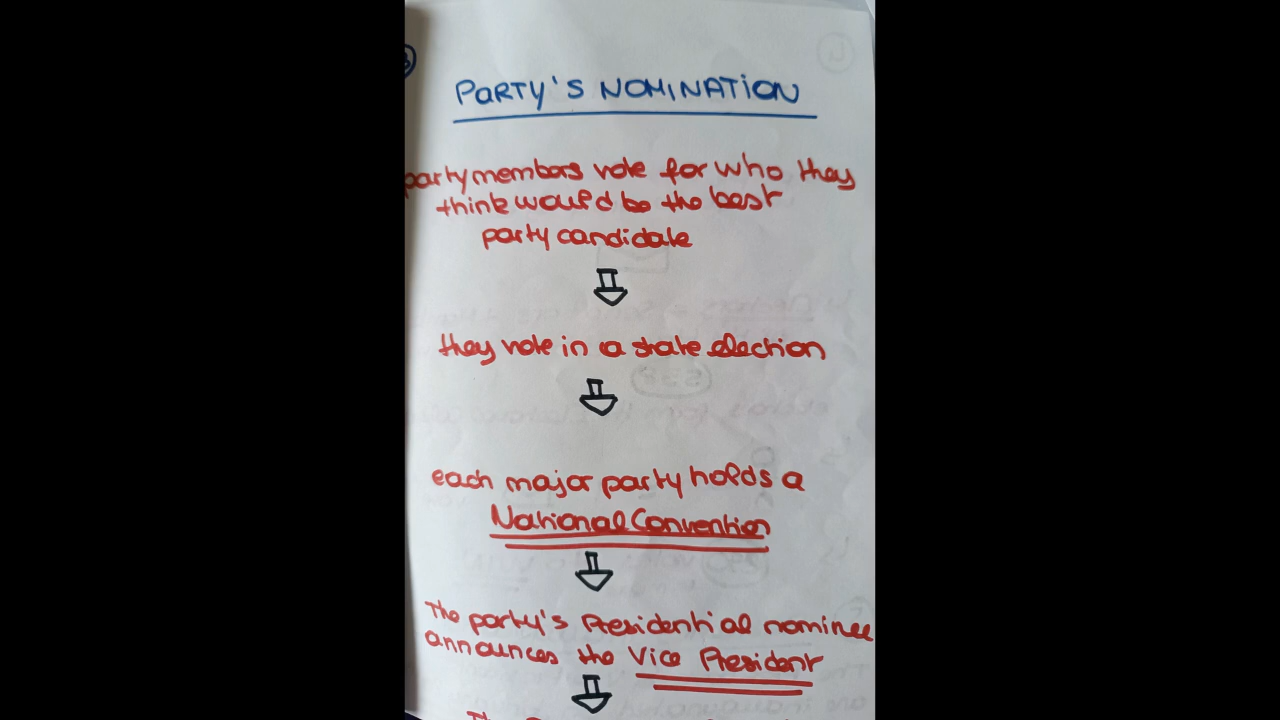 PARTY'S NOMINATION
party members vote for who they
think would be the best
party candidate
they vote in a state election
each major party holds a
National Convention
The party's Presidential nominee
announces the Vice President